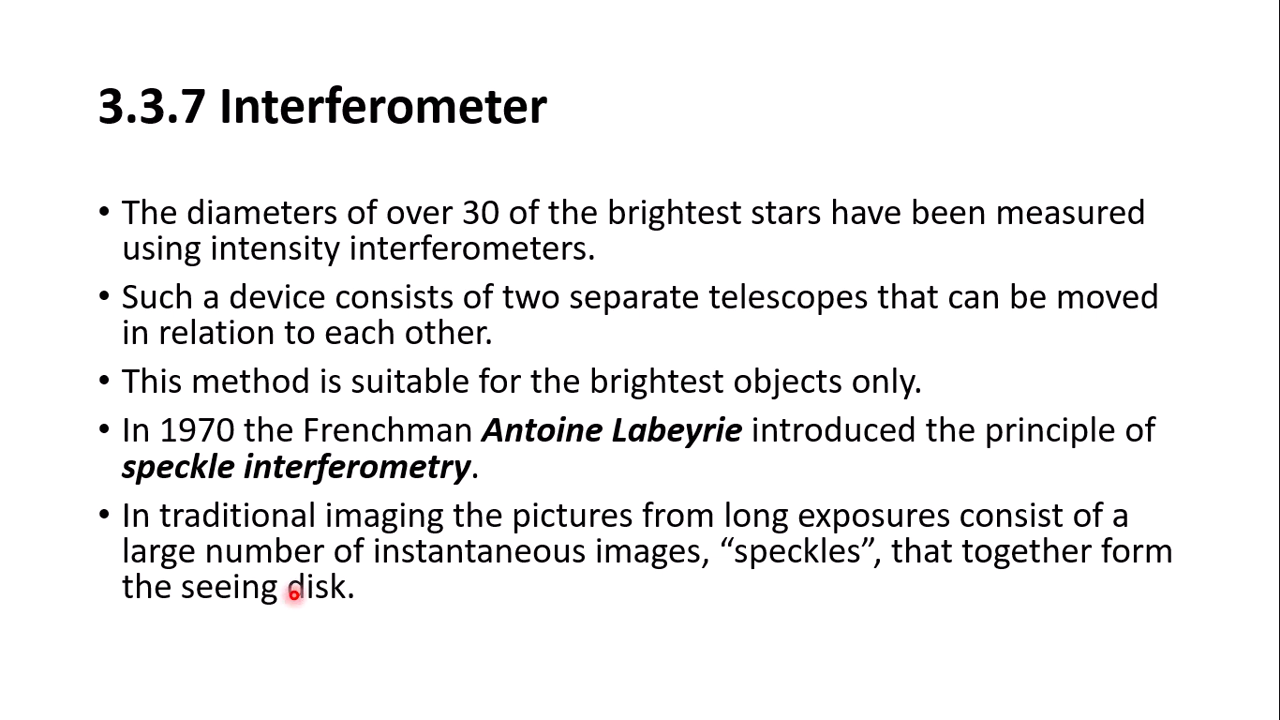 3.3.7 Interferometer
• The diameters of over 30 of the brightest stars have been measured
using intensity interferometers.
• Such a device consists of two separate telescopes that can be moved
in relation to each other.
• This method is suitable for the brightest objects only.
• In 1970 the Frenchman Antoine Labeyrie introduced the principle of
speckle interferometry.
• In traditional imaging the pictures from long exposures consist of a
large number of instantaneous images, “speckles”, that together form
the seeing disk.